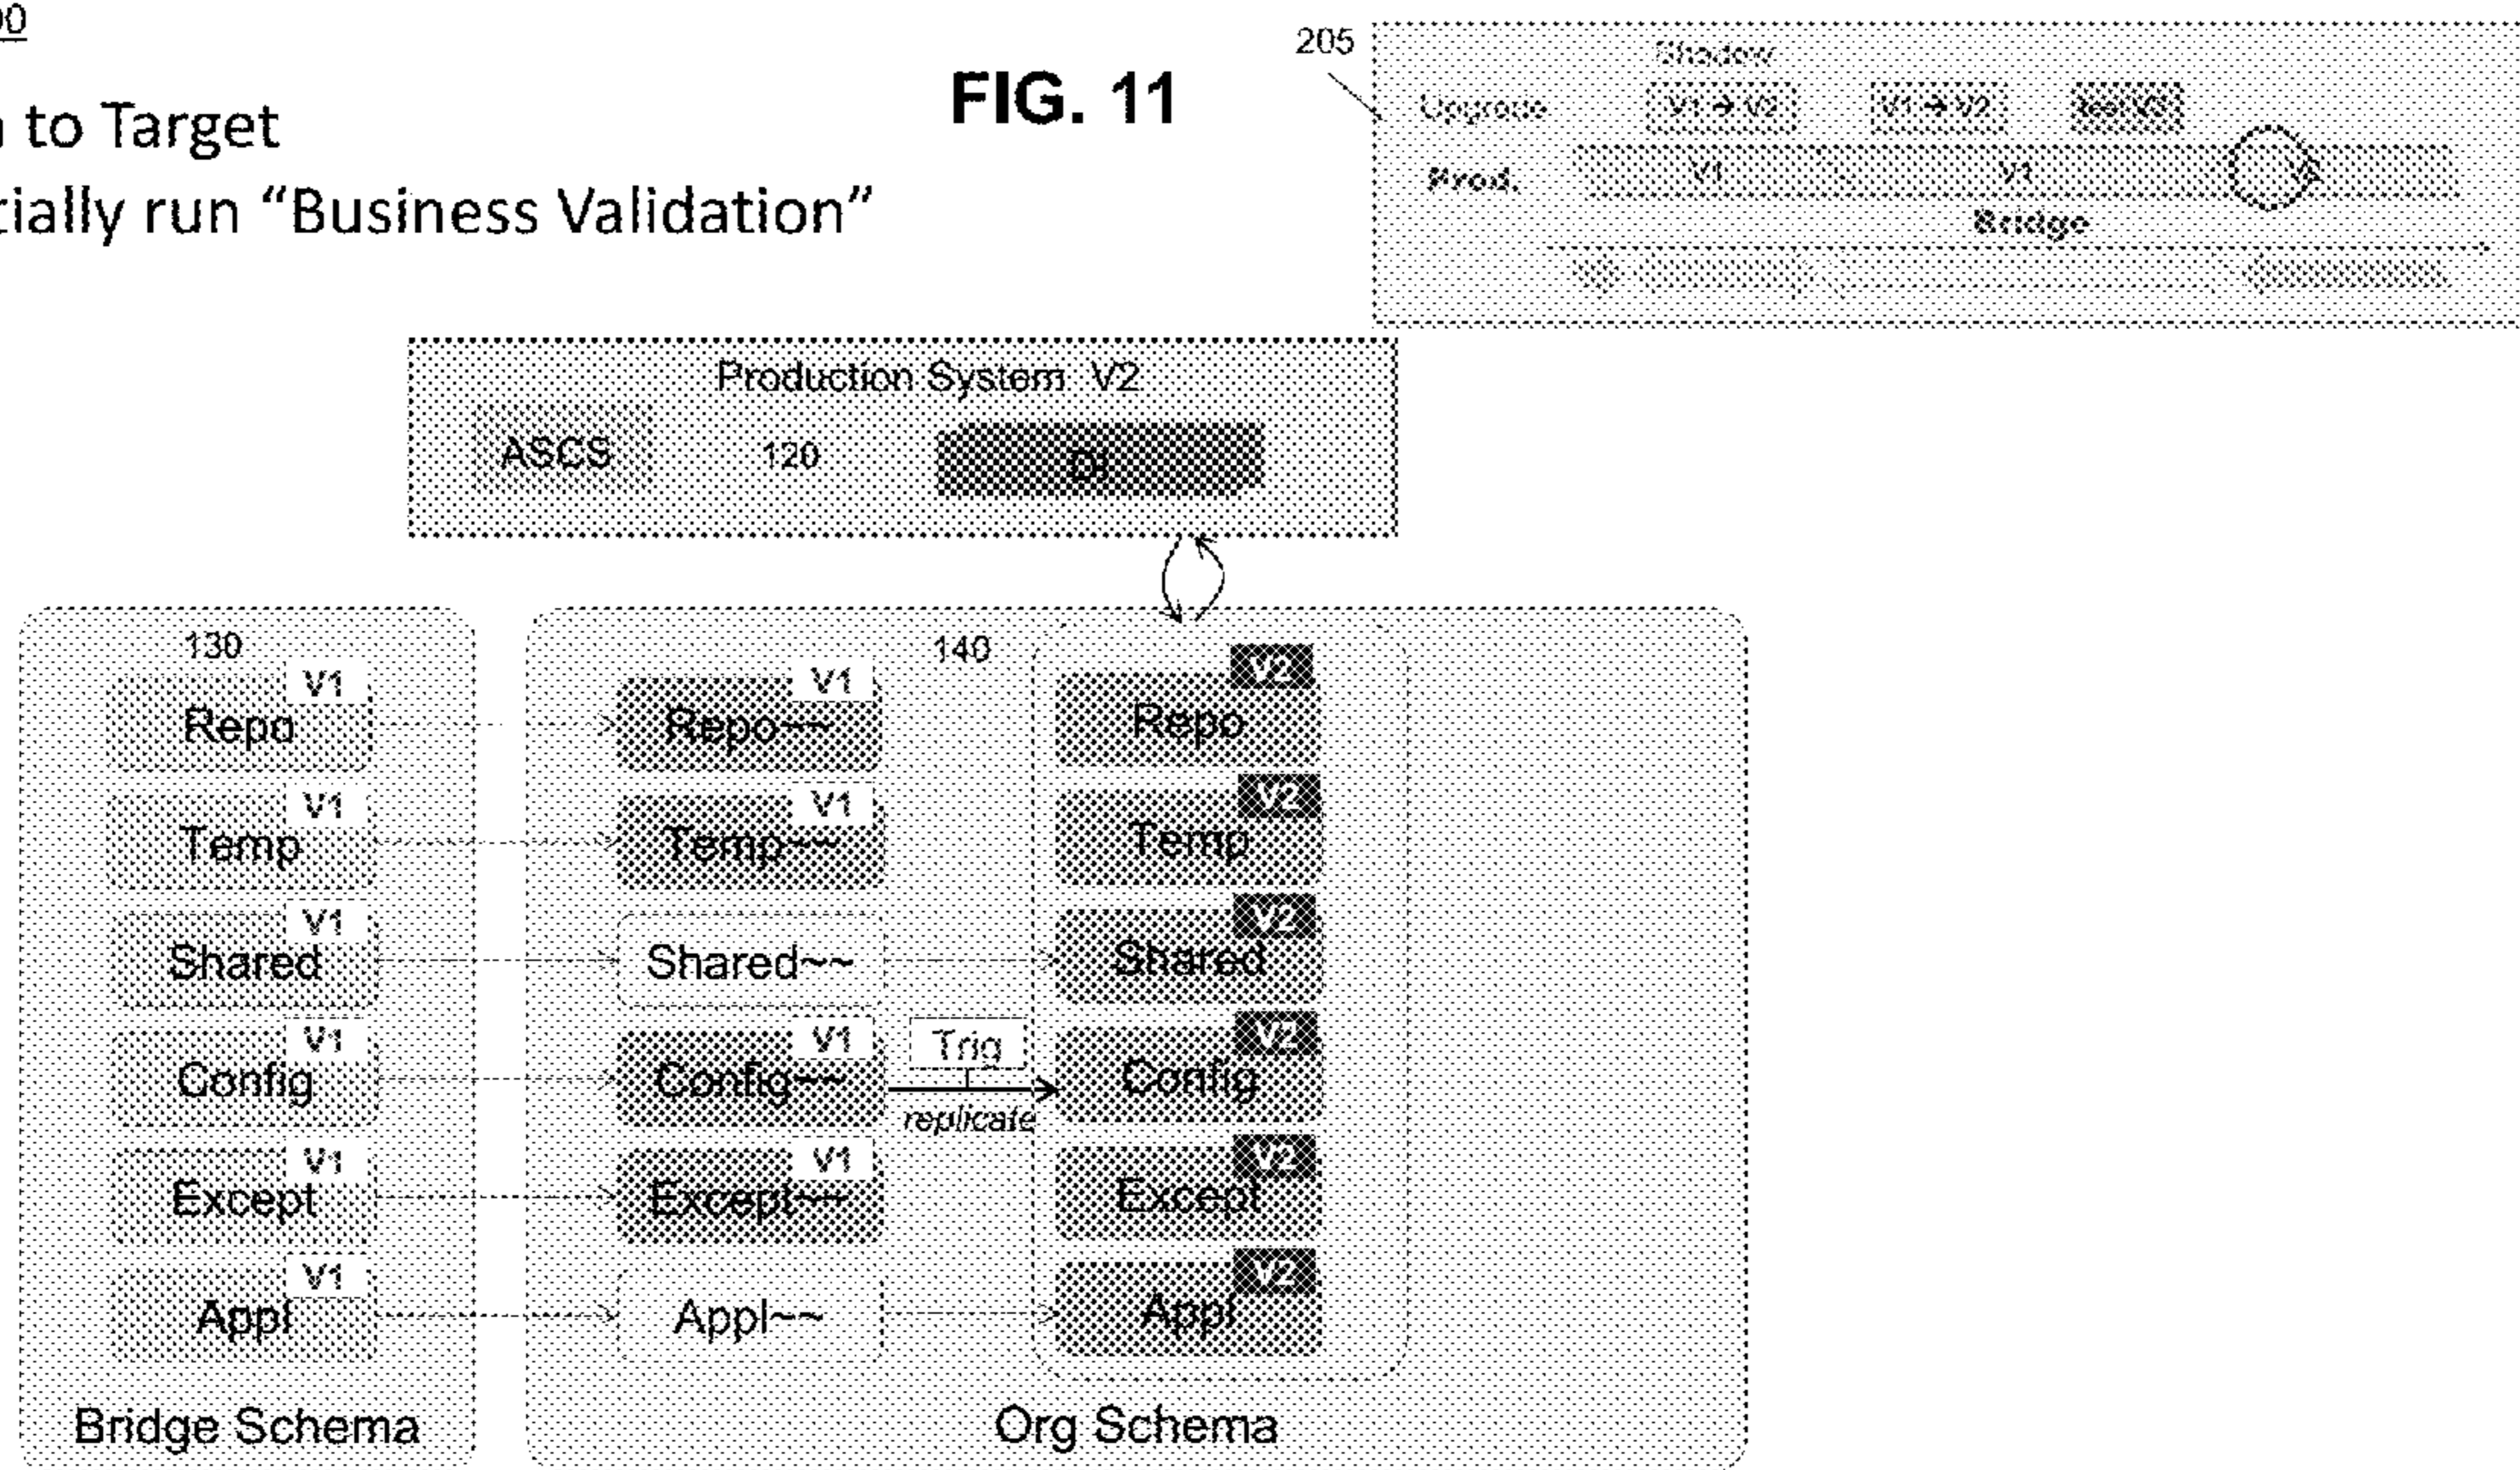 205
Shadow
FIG. 11
Upgrade V1 → V2 V1 → V2
to Target
Prod. V1 V1
run “Business Validation”
Bridge
Production System V2
ASCS 120 DI
130 140
V1 V1 V2
Repo Repo~~ Repo
V1 V1 V2
Temp Temp~~ Temp
V1 V2
Shared Shared~~ Shared
V1 V1 V2
Config Config~~ Trig Config
replicate
V1 V1 V2
Except Except~~ Except
V1 V2
Appl Appl~~ Appl
Bridge Schema Org Schema